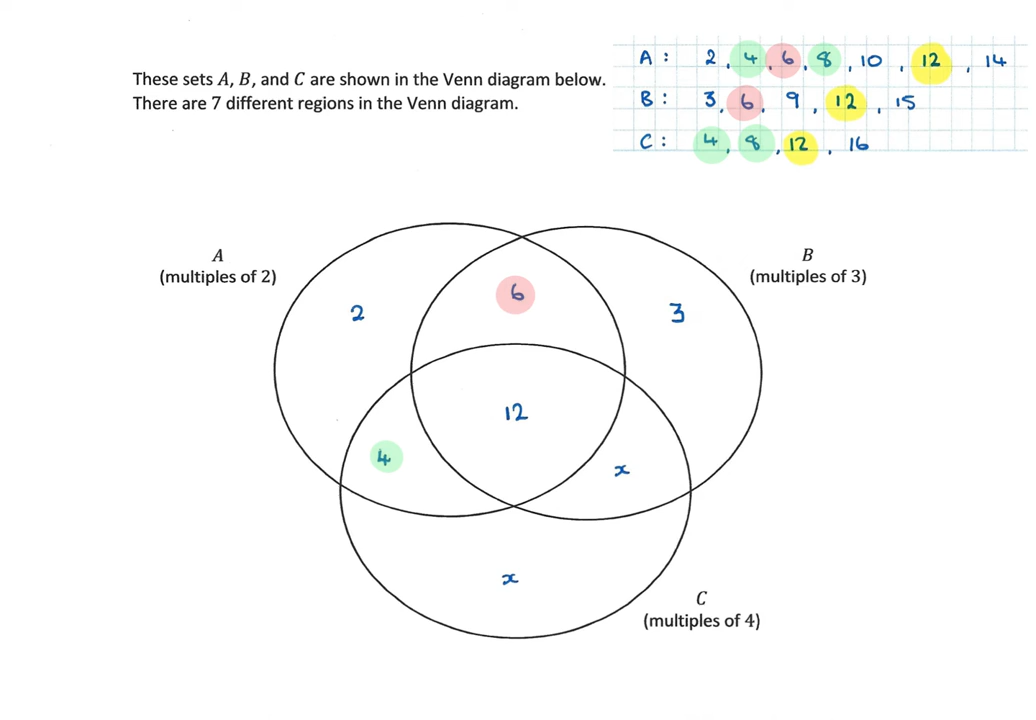 These sets A, B, and C are shown in the Venn diagram below.
There are 7 different regions in the Venn diagram.
A: 2, 4, 6, 8, 10, 12, 14
B: 3, 6, 9, 12, 15
C: 4, 8, 12, 16
A
(multiples of 2)
B
(multiples of 3)
6
2
3
12
4
x
x
C
(multiples of 4)